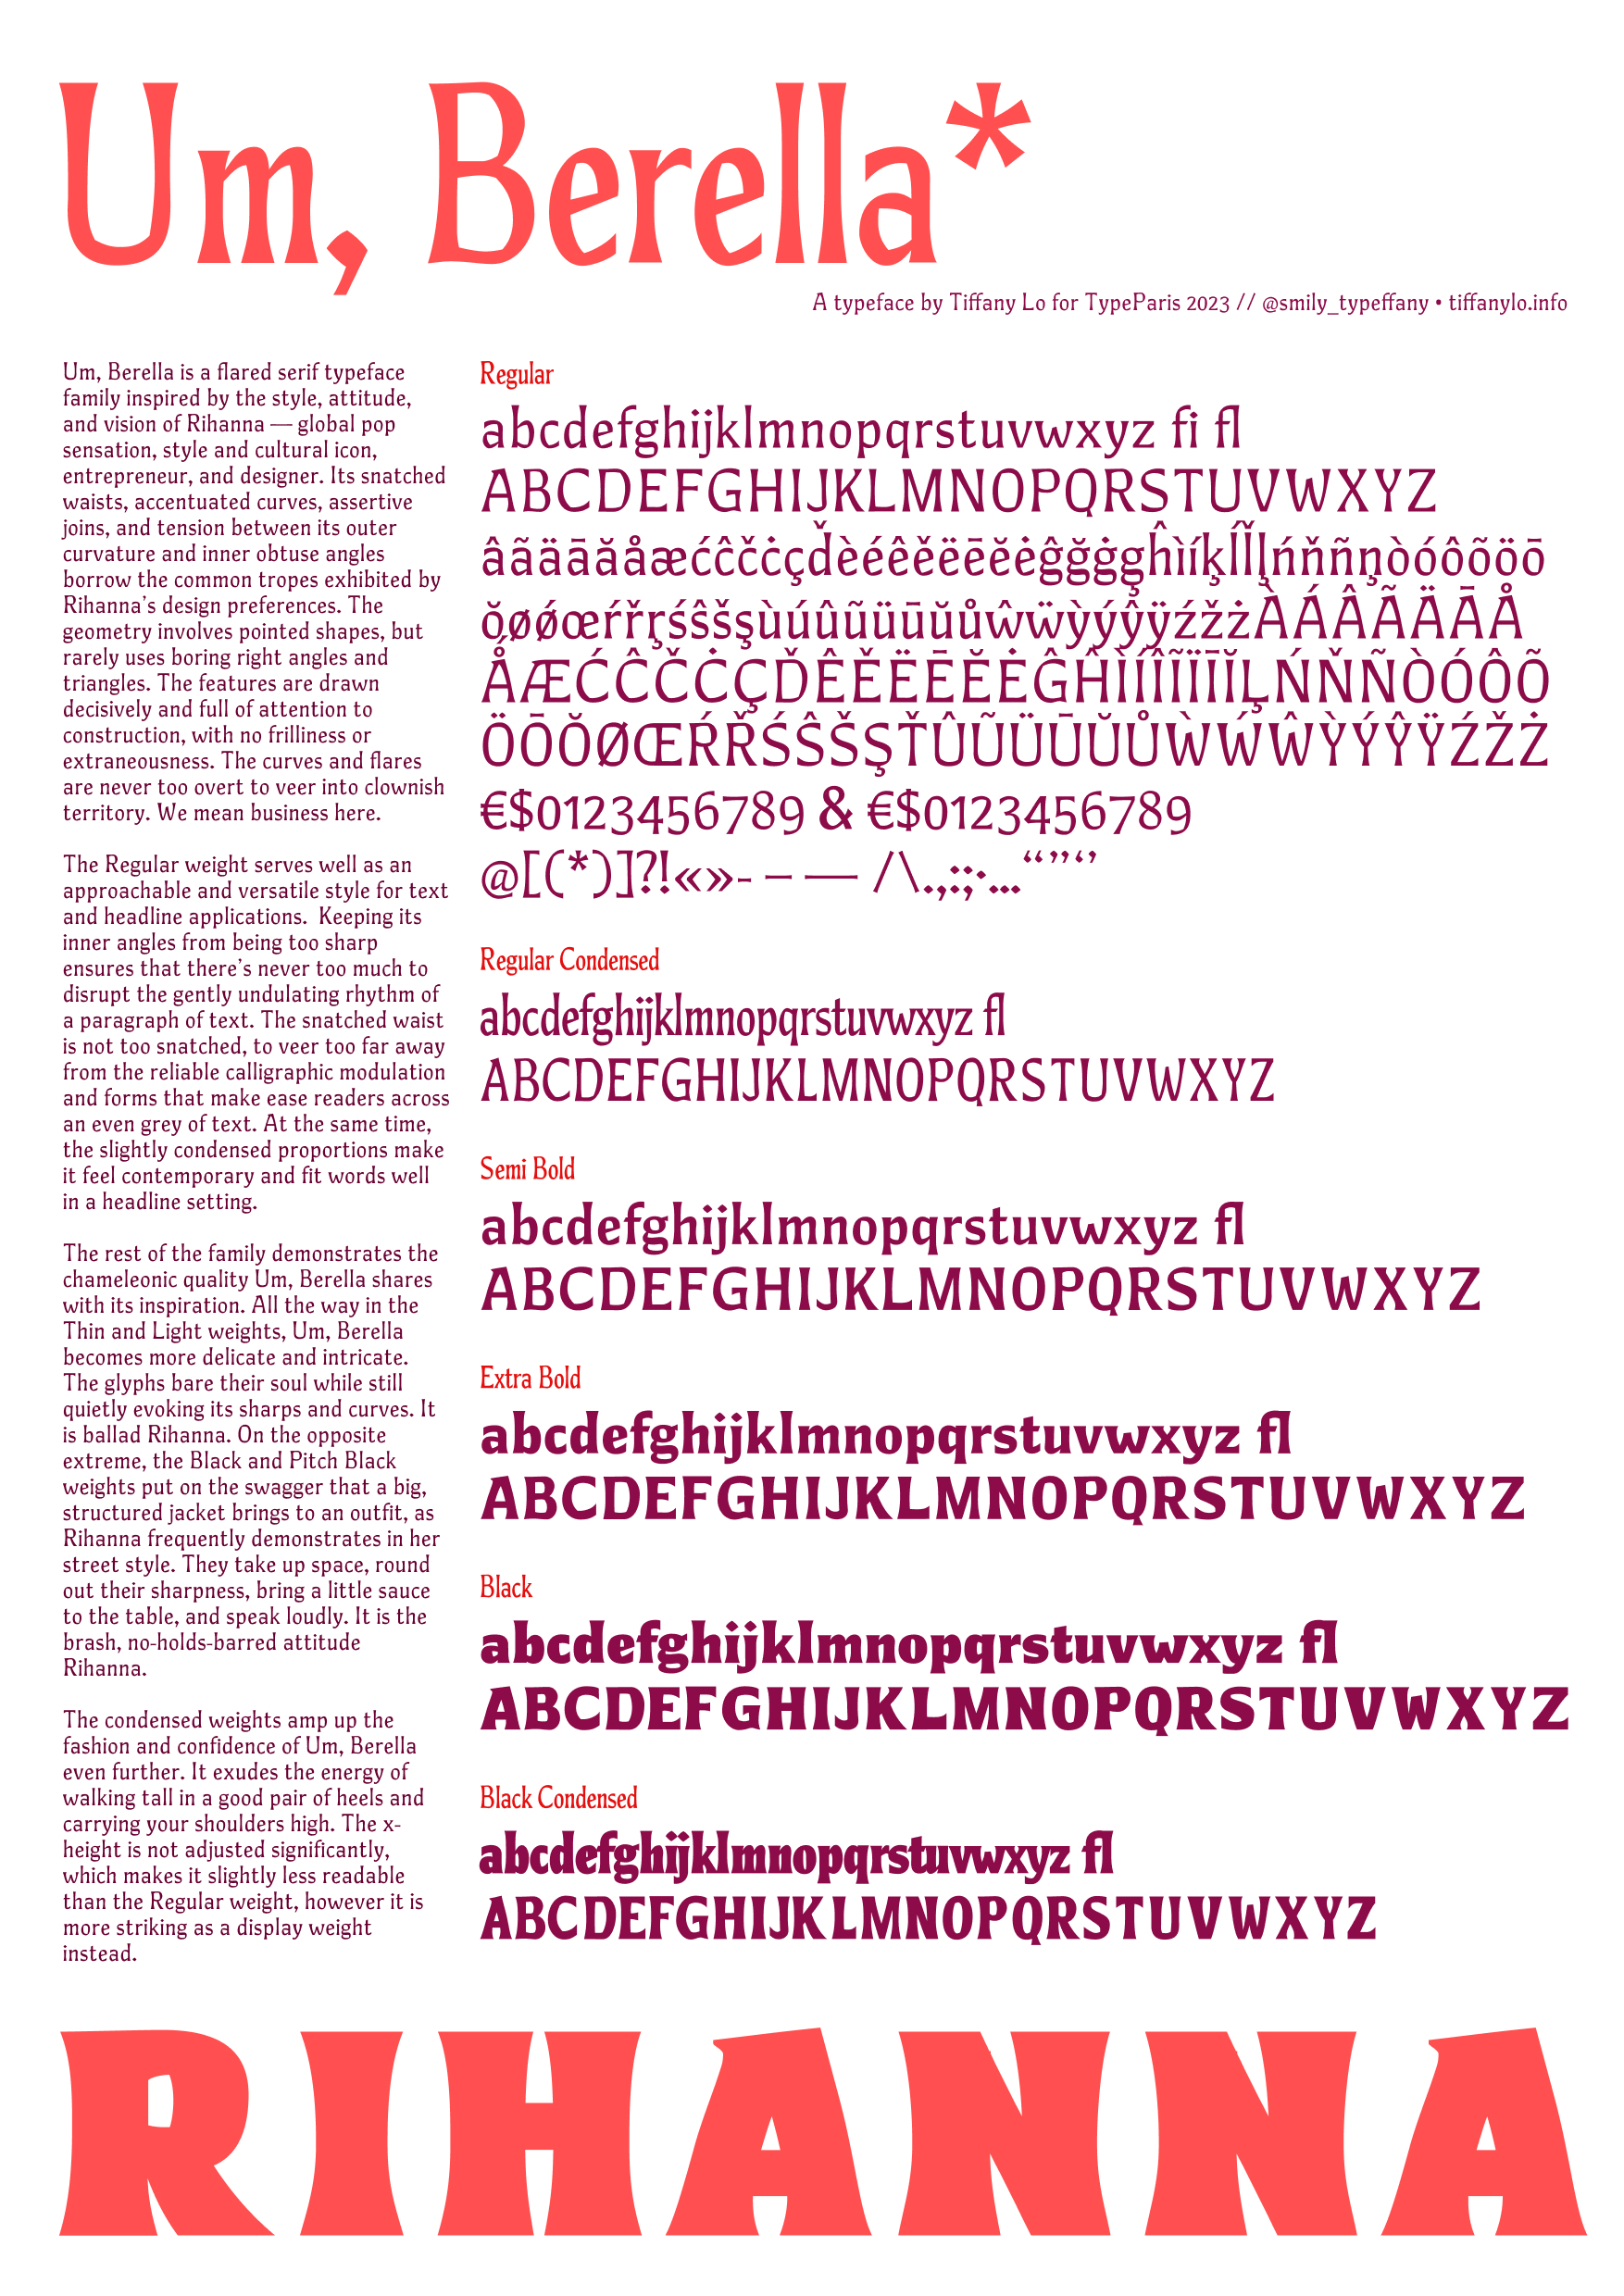 Um, Berella*
A typeface by Tiffany Lo for TypeParis 2023 // @smily_typeffany • tiffanylo.info
Um, Berella is a flared serif typeface
family inspired by the style, attitude,
and vision of Rihanna — global pop
sensation, style and cultural icon,
entrepreneur, and designer. Its snatched
waists, accentuated curves, assertive
joins, and tension between its outer
curvature and inner obtuse angles
borrow the common tropes exhibited by
Rihanna’s design preferences. The
geometry involves pointed shapes, but
rarely uses boring right angles and
triangles. The features are drawn
decisively and full of attention to
construction, with no frilliness or
extraneousness. The curves and flares
are never too overt to veer into clownish
territory. We mean business here.
The Regular weight serves well as an
approachable and versatile style for text
and headline applications. Keeping its
inner angles from being too sharp
ensures that there’s never too much to
disrupt the gently undulating rhythm of
a paragraph of text. The snatched waist
is not too snatched, to veer too far away
from the reliable calligraphic modulation
and forms that make ease readers across
an even grey of text. At the same time,
the slightly condensed proportions make
it feel contemporary and fit words well
in a headline setting.
The rest of the family demonstrates the
chameleonic quality Um, Berella shares
with its inspiration. All the way in the
Thin and Light weights, Um, Berella
becomes more delicate and intricate.
The glyphs bare their soul while still
quietly evoking its sharps and curves. It
is ballad Rihanna. On the opposite
extreme, the Black and Pitch Black
weights put on the swagger that a big,
structured jacket brings to an outfit, as
Rihanna frequently demonstrates in her
street style. They take up space, round
out their sharpness, bring a little sauce
to the table, and speak loudly. It is the
brash, no-holds-barred attitude
Rihanna.
The condensed weights amp up the
fashion and confidence of Um, Berella
even further. It exudes the energy of
walking tall in a good pair of heels and
carrying your shoulders high. The x-
height is not adjusted significantly,
which makes it slightly less readable
than the Regular weight, however it is
more striking as a display weight
instead.
Regular
abcdefghijklmnopqrstuvwxyz fi fl
ABCDEFGHIJKLMNOPQRSTUVWXYZ
âãäāăåæćĉčċçďèéêěëēĕėĝğġģĥìíķĺľļńňñņòóôõöō
ŏøǿœŕřŗśŝšşùúûũüūŭůŵẅỳýŷÿźžżÀÁÂÃÄĀÅ
ǺÆĆĈČĊÇĎÊĚËĒĔĖĜĤÌÍÎĨÏĪĬĻŃŇÑÒÓÔÕ
ÖŌŎØŒŔŘŚŜŠŞŤÛŨÜŪŬŮẀẂŴỲÝŶŸŹŽŻ
€$0123456789 & €$0123456789
@[(*)]?!«»- – — /\.,:;·…“”‘’
Regular Condensed
abcdefghijklmnopqrstuvwxyz fl
ABCDEFGHIJKLMNOPQRSTUVWXYZ
Semi Bold
abcdefghijklmnopqrstuvwxyz fl
ABCDEFGHIJKLMNOPQRSTUVWXYZ
Extra Bold
abcdefghijklmnopqrstuvwxyz fl
ABCDEFGHIJKLMNOPQRSTUVWXYZ
Black
abcdefghijklmnopqrstuvwxyz fl
ABCDEFGHIJKLMNOPQRSTUVWXYZ
Black Condensed
abcdefghijklmnopqrstuvwxyz fl
ABCDEFGHIJKLMNOPQRSTUVWXYZ
RIHANNA